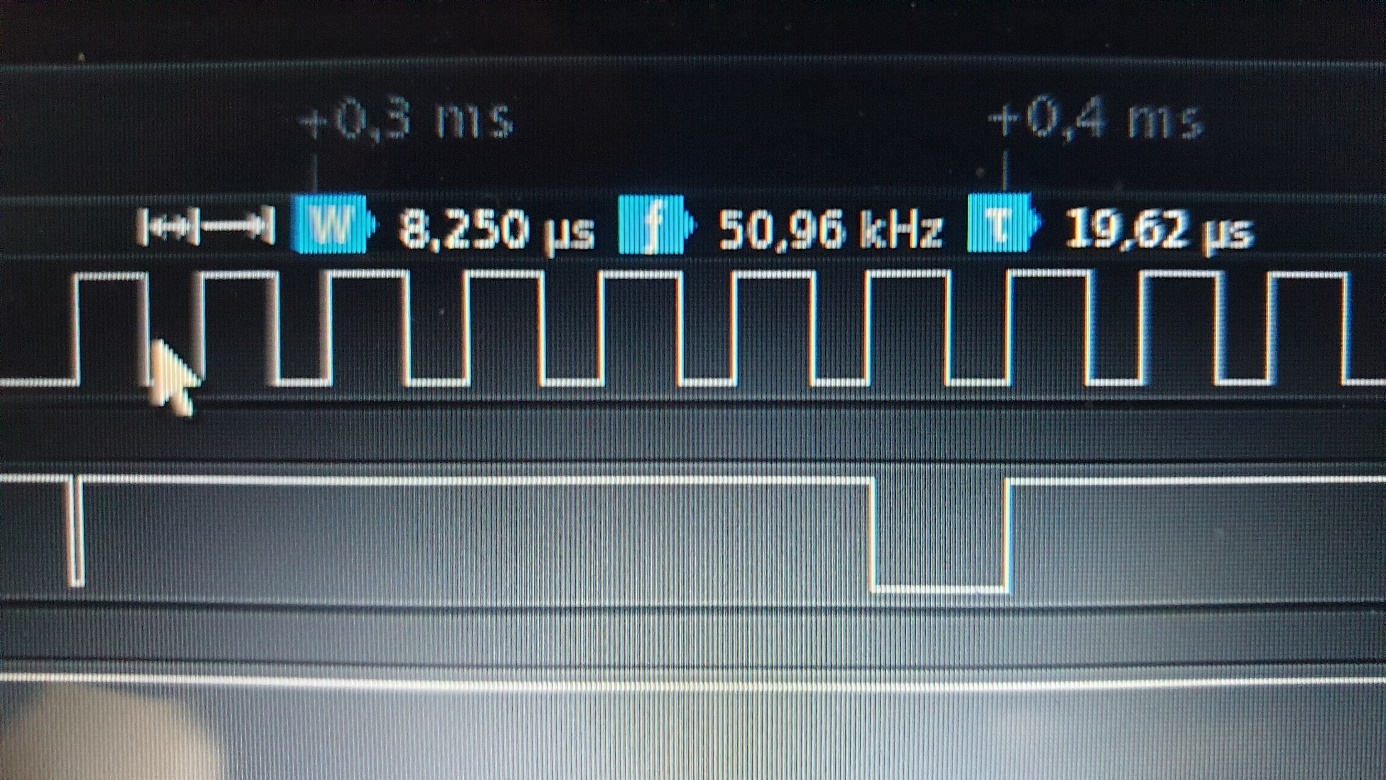 +0,3 ms +0,4 ms
W 8,250 µs f 50,96 kHz T 19,62 µs